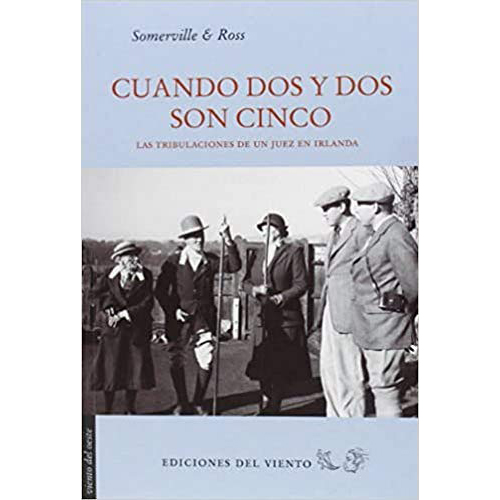 Somerville & Ross
CUANDO DOS Y DOS
SON CINCO
LAS TRIBULACIONES DE UN JUEZ EN IRLANDA
viento del oeste
EDICIONES DEL VIENTO